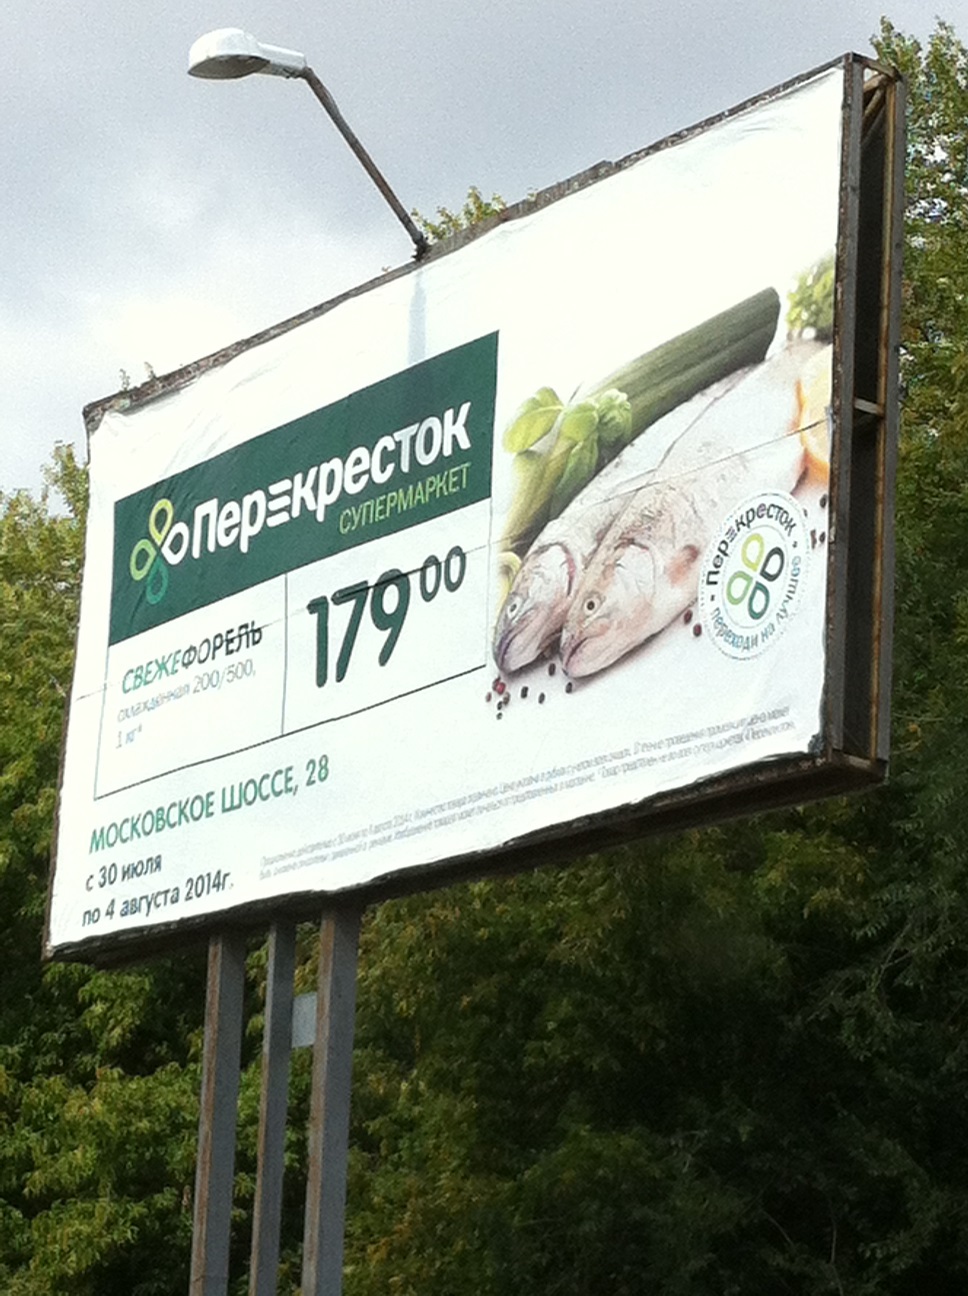 Перекресток
СУПЕРМАРКЕТ
СВЕЖЕФОРЕЛЬ
охлажденная 200/500,
1 кг*
179 00
Перекресток
переходи на лучшее
МОСКОВСКОЕ ШОССЕ, 28
с 30 июля
по 4 августа 2014г.